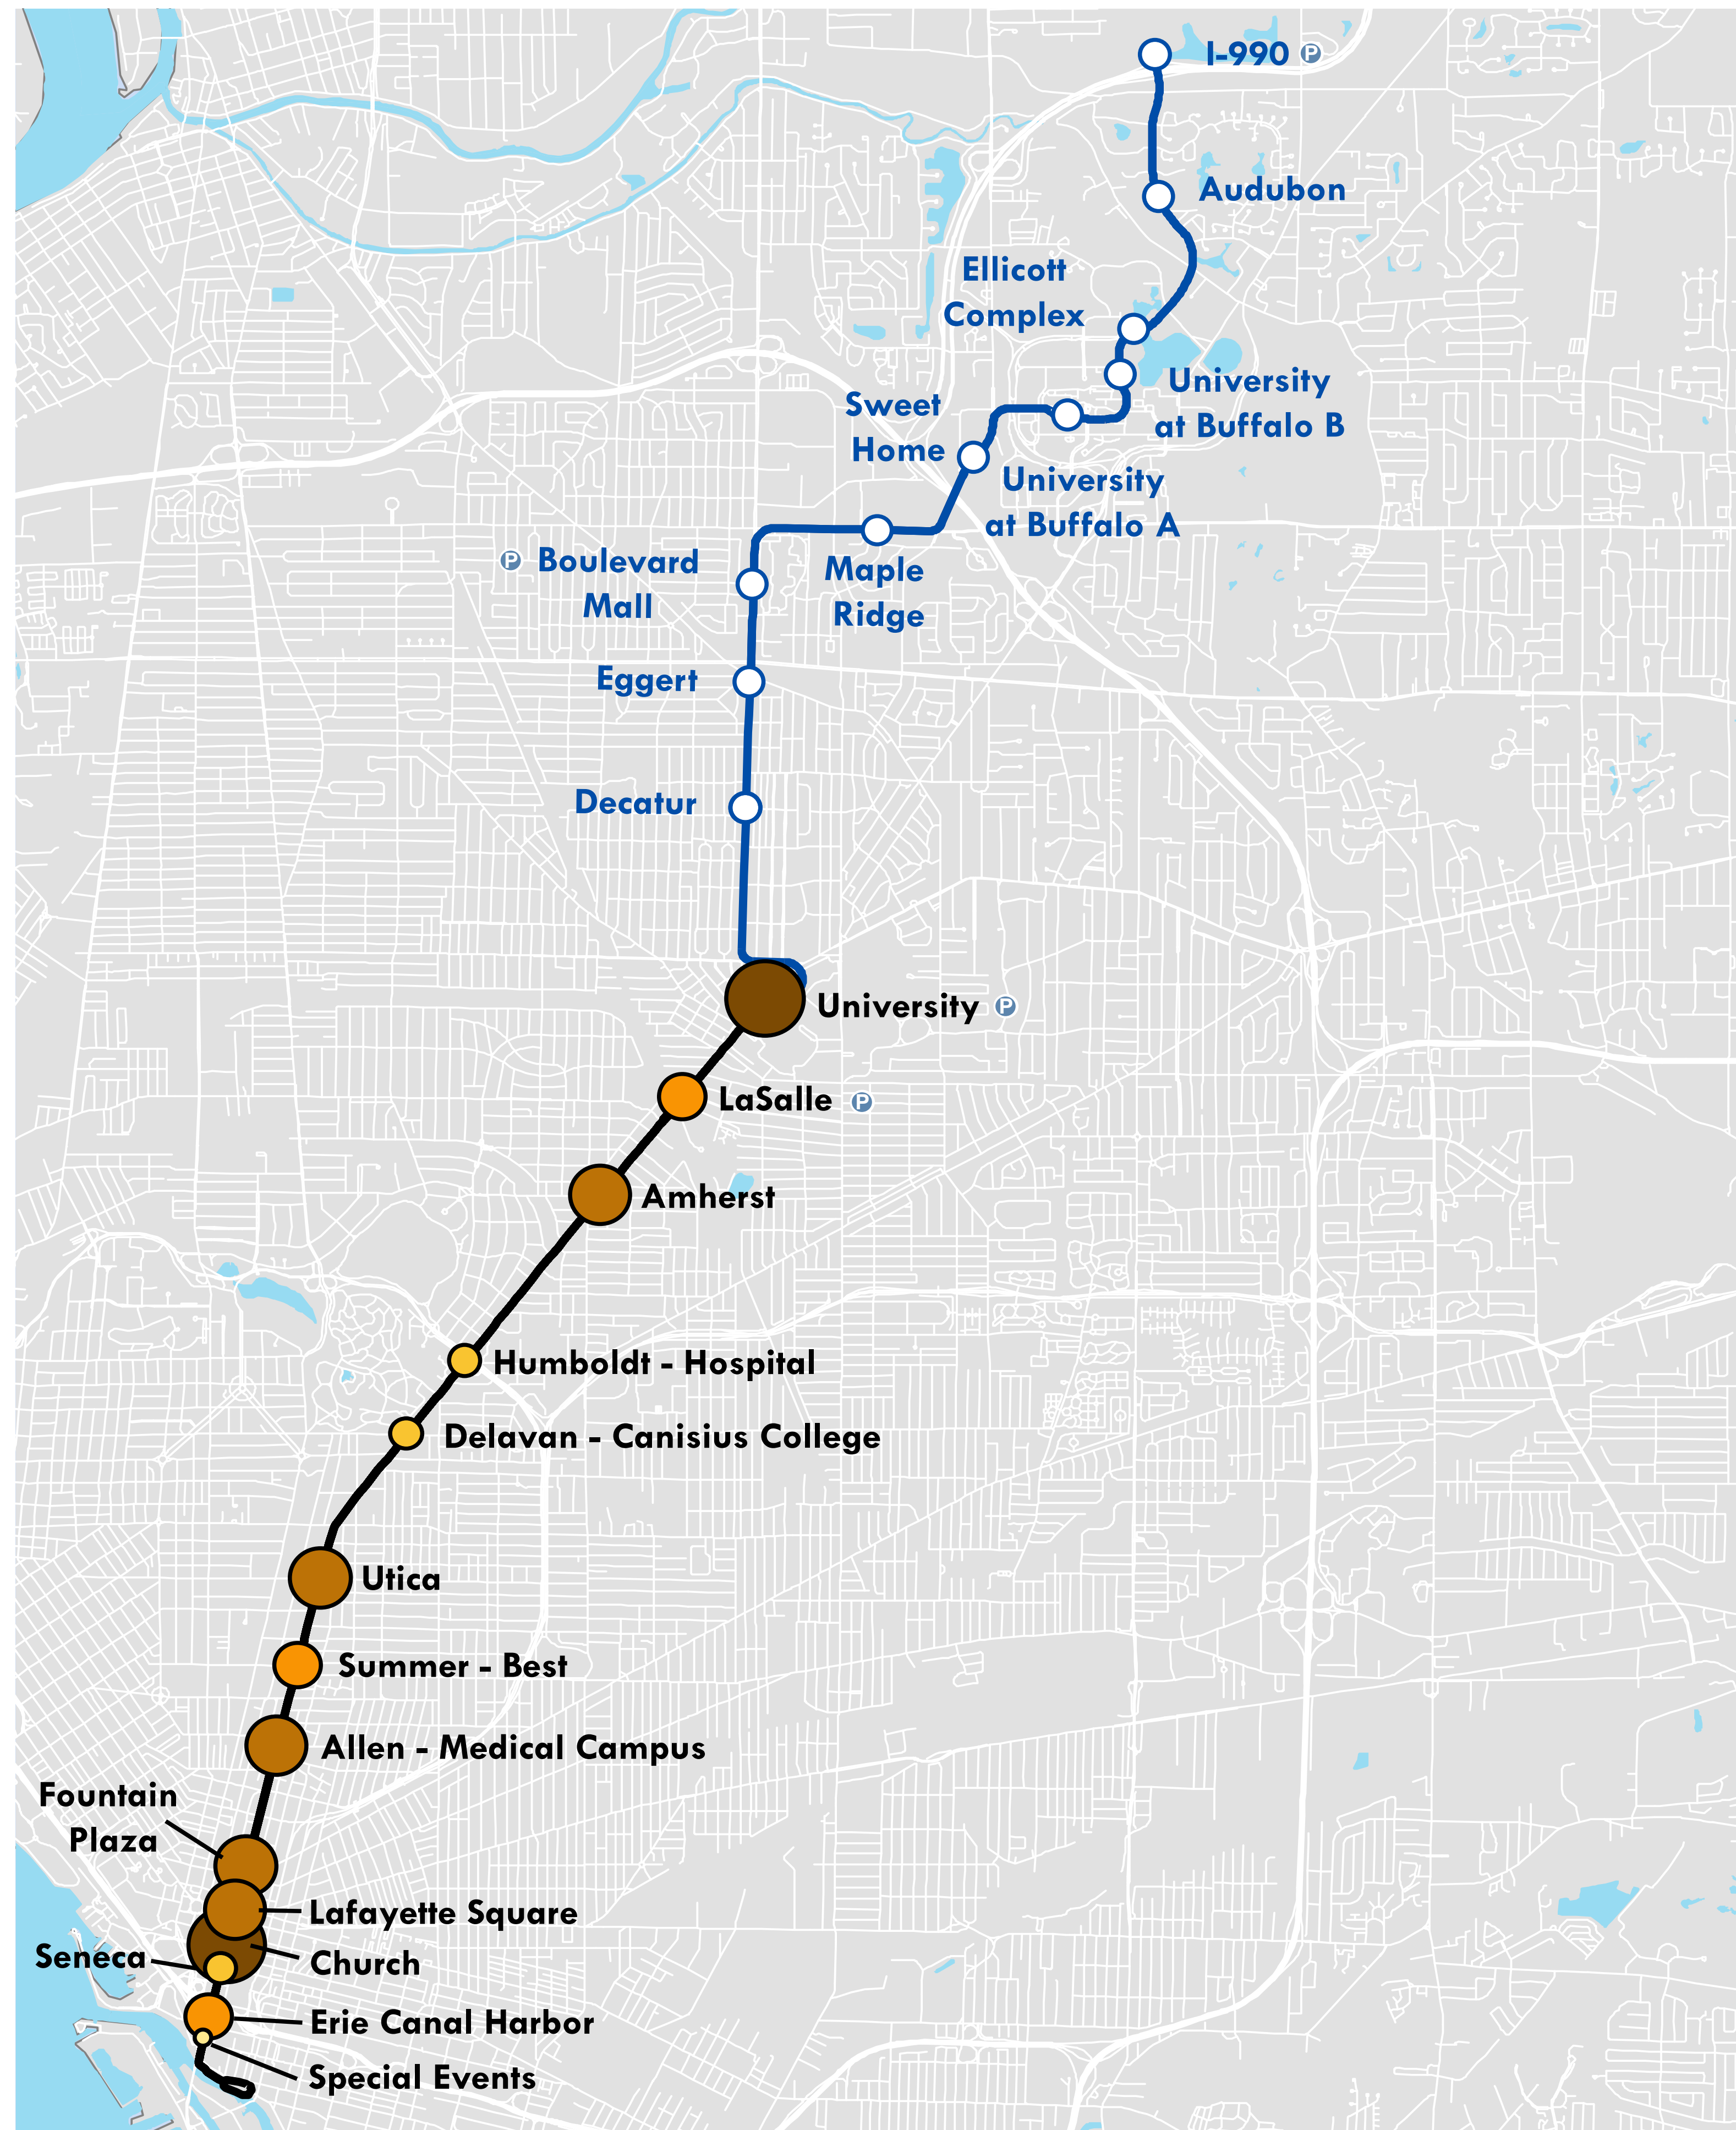 I-990 P
Audubon
Ellicott
Complex
University
at Buffalo B
Sweet
Home
University
at Buffalo A
P Boulevard
Mall
Maple
Ridge
Eggert
Decatur
University P
LaSalle P
Amherst
Humboldt - Hospital
Delavan - Canisius College
Utica
Summer - Best
Allen - Medical Campus
Fountain
Plaza
Lafayette Square
Seneca
Church
Erie Canal Harbor
Special Events